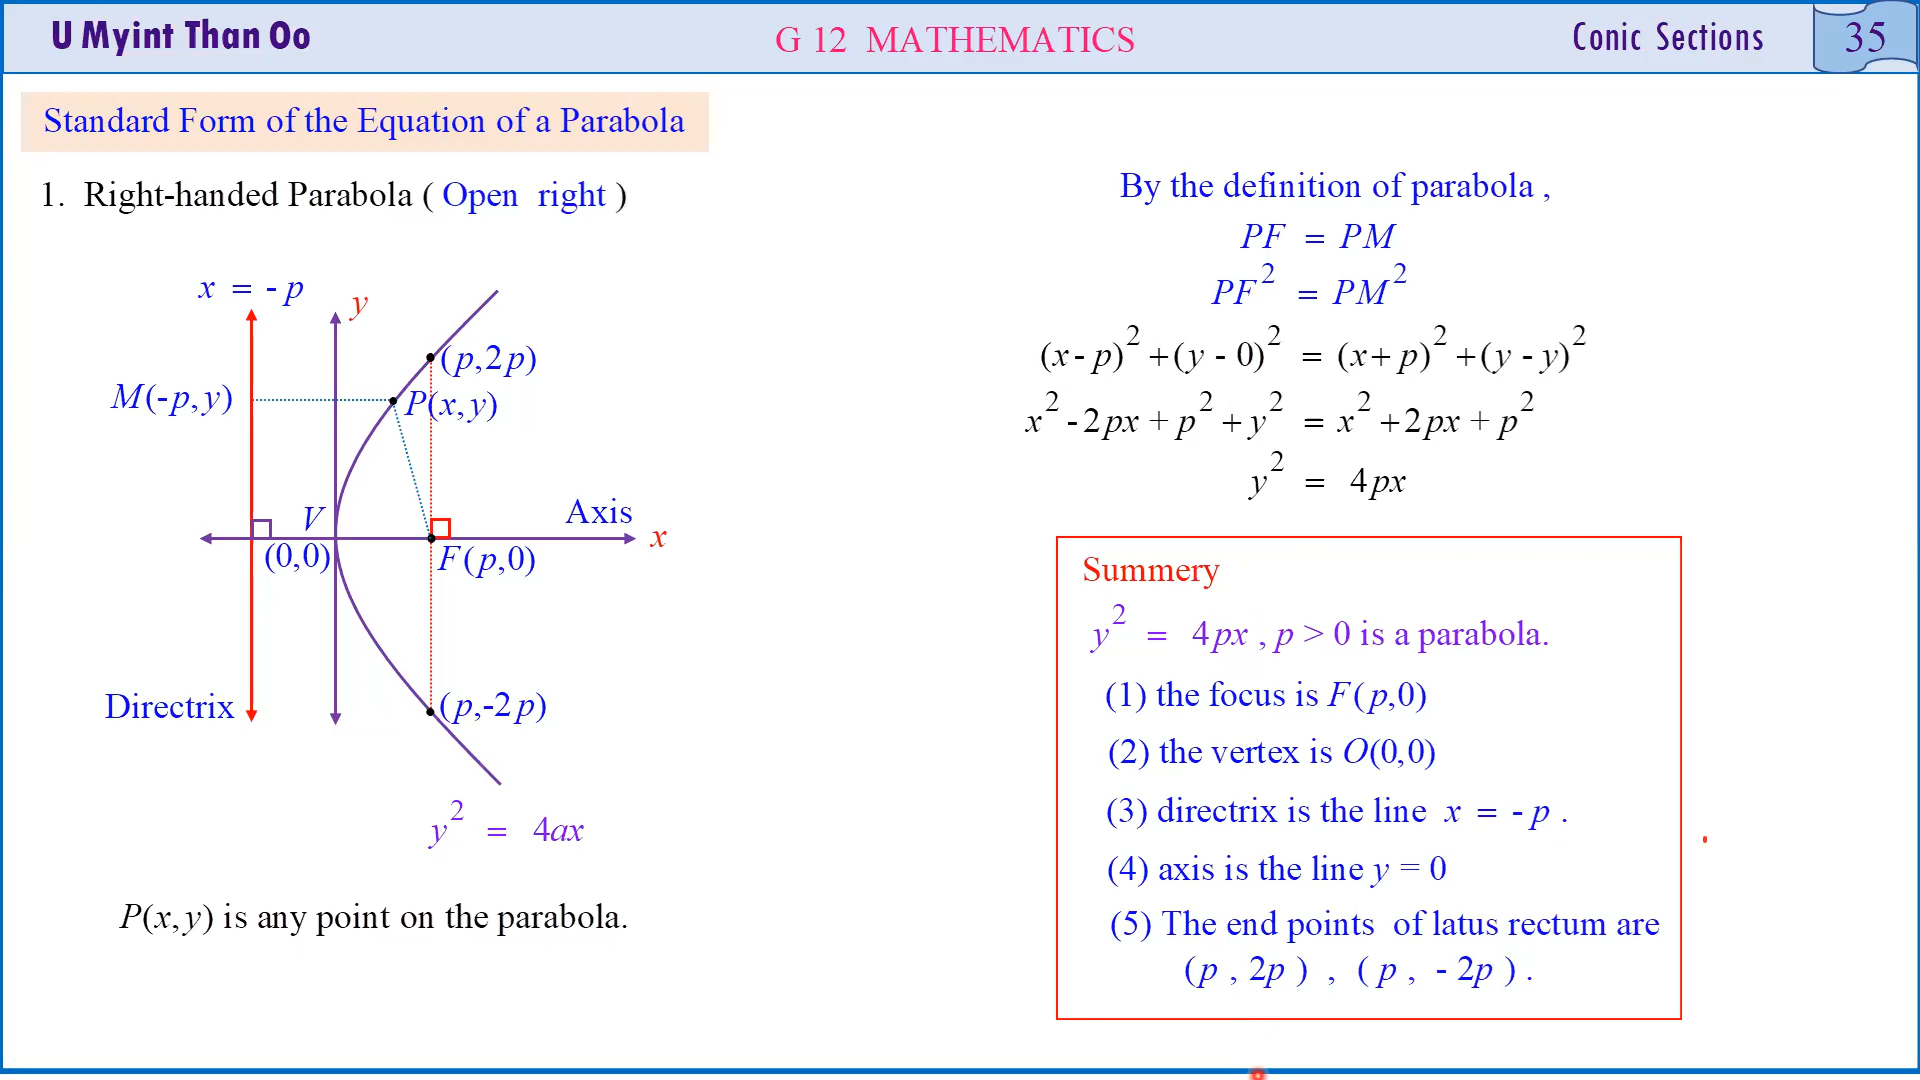 U Myint Than Oo
G 12 MATHEMATICS
Conic Sections
35
Standard Form of the Equation of a Parabola
1. Right-handed Parabola ( Open right )
x = - p
y
(p,2p)
M(-p,y)
P(x,y)
V
Axis
x
(0,0)
F(p,0)
Directrix
(p,-2p)
y² = 4ax
P(x,y) is any point on the parabola.
By the definition of parabola ,
PF = PM
PF² = PM²
(x - p)² + (y - 0)² = (x + p)² + (y - y)²
x² - 2px + p² + y² = x² + 2px + p²
y² = 4px
Summery
y² = 4px , p > 0 is a parabola.
(1) the focus is F(p,0)
(2) the vertex is O(0,0)
(3) directrix is the line x = - p .
(4) axis is the line y = 0
(5) The end points of latus rectum are
(p , 2p ) , ( p , - 2p ) .